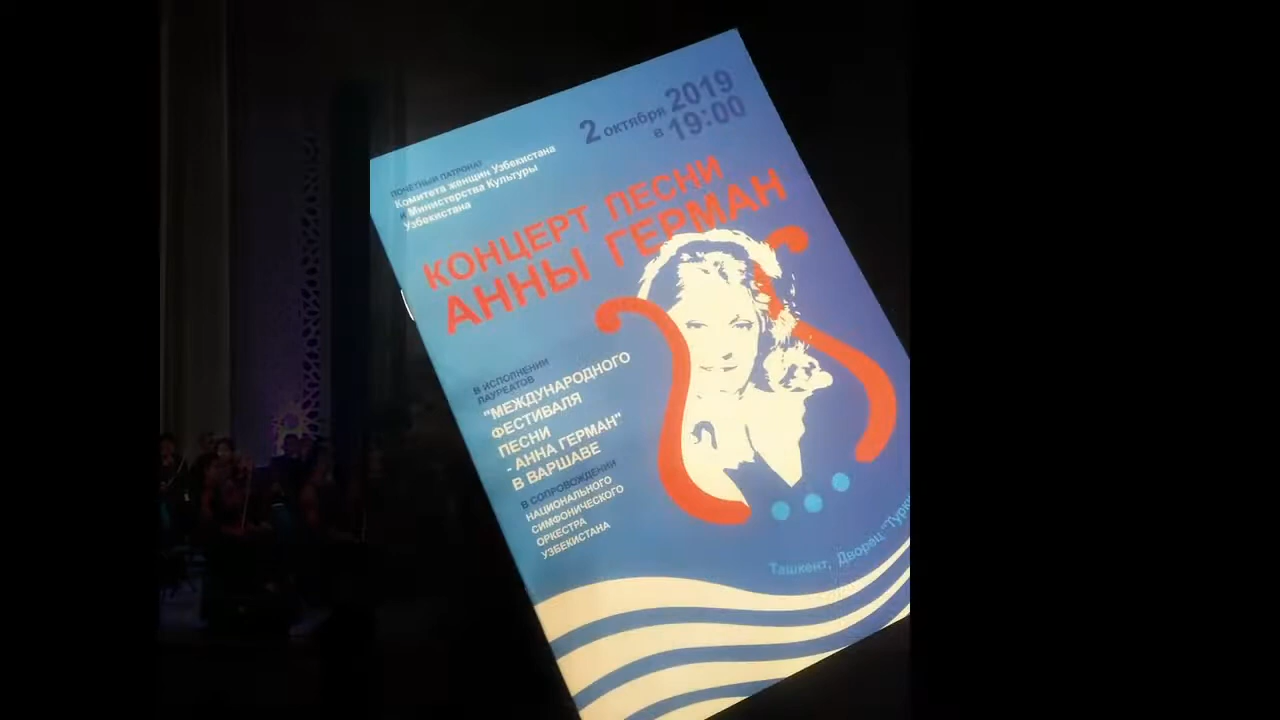 2 октября 2019
в 19:00
ПОЧЕТНЫЙ ПАТРОНАТ
Комитета женщин Узбекистана
и Министерства Культуры
Узбекистана
КОНЦЕРТ ПЕСНИ
АННЫ ГЕРМАН
В ИСПОЛНЕНИИ
ЛАУРЕАТОВ
"МЕЖДУНАРОДНОГО
ФЕСТИВАЛЯ
ПЕСНИ
- АННА ГЕРМАН"
В ВАРШАВЕ
В СОПРОВОЖДЕНИИ
НАЦИОНАЛЬНОГО
СИМФОНИЧЕСКОГО
ОРКЕСТРА
УЗБЕКИСТАНА
Ташкент, Дворец